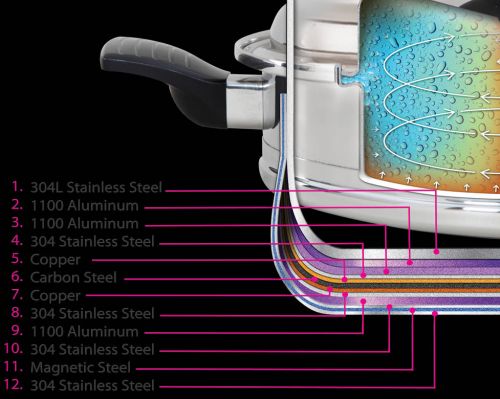 1. 304L Stainless Steel
2. 1100 Aluminum
3. 1100 Aluminum
4. 304 Stainless Steel
5. Copper
6. Carbon Steel
7. Copper
8. 304 Stainless Steel
9. 1100 Aluminum
10. 304 Stainless Steel
11. Magnetic Steel
12. 304 Stainless Steel